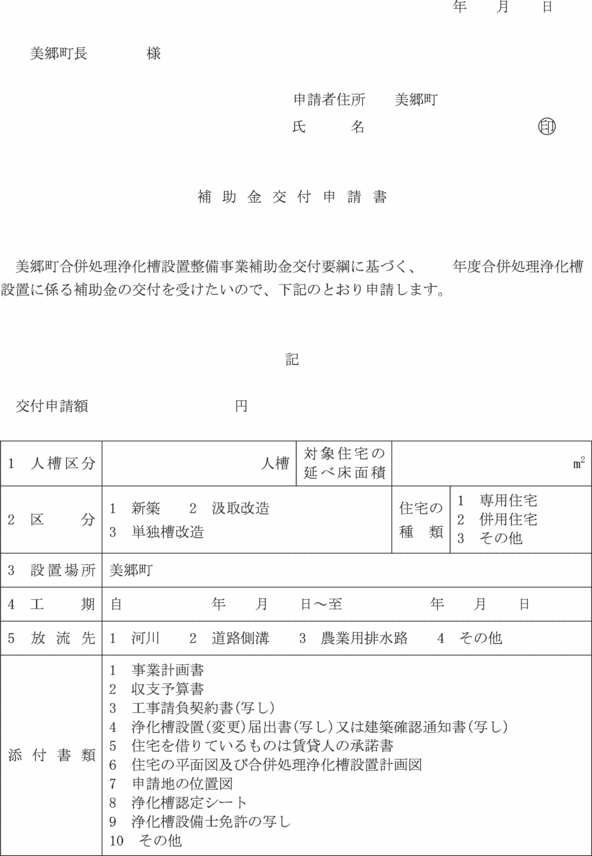 年　　月　　日
美郷町長　　　　様
申請者住所　　美郷町
氏　　　名　　　　　　　　　　　　㊞
補助金交付申請書
美郷町合併処理浄化槽設置整備事業補助金交付要綱に基づく、　　年度合併処理浄化槽
設置に係る補助金の交付を受けたいので、下記のとおり申請します。
記
交付申請額　　　　　　　　　　円
1　人槽区分　　　　　　　　　　人槽　対象住宅の
延べ床面積　　　　　　　　　　m²
2　区　　分　1　新築　　2　汲取改造
3　単独槽改造
住宅の
種　類
1　専用住宅
2　併用住宅
3　その他
3　設置場所　美郷町
4　工　　期　自　　　　　　年　　月　　日～至　　　　　　年　　月　　日
5　放流先　1　河川　　2　道路側溝　　3　農業用排水路　　4　その他
添付書類
1　事業計画書
2　収支予算書
3　工事請負契約書(写し)
4　浄化槽設置(変更)届出書(写し)又は建築確認通知書(写し)
5　住宅を借りているものは賃貸人の承諾書
6　住宅の平面図及び合併処理浄化槽設置計画図
7　申請地の位置図
8　浄化槽認定シート
9　浄化槽設備士免許の写し
10　その他